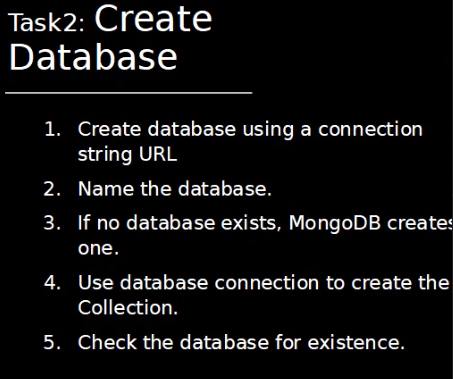 Task2: Create
Database
1. Create database using a connection
string URL
2. Name the database.
3. If no database exists, MongoDB creates
one.
4. Use database connection to create the
Collection.
5. Check the database for existence.